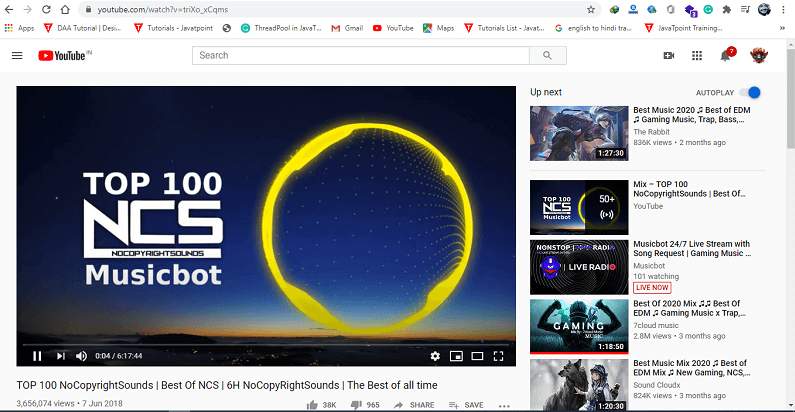 youtube.com/watch?v=triXo_xCqms
Apps DAA Tutorial | Desi... Tutorials - Javatpoint ThreadPool in JavaT... Gmail YouTube Maps Tutorials List - Javat... english to hindi tra... JavaTpoint Training...
YouTube IN
Search
7
TOP 100
NCS
NOCOPYRIGHTSOUNDS
Musicbot
0:04 / 6:17:44
TOP 100 NoCopyrightSounds | Best Of NCS | 6H NoCopyRightSounds | The Best of all time
3,656,074 views • 7 Jun 2018
38K 965 SHARE SAVE
Up next
AUTOPLAY
1:27:30
Best Music 2020 ♫ Best of EDM
♫ Gaming Music, Trap, Bass,...
The Rabbit
836K views • 2 months ago
TOP 100
NCS
Musicbot
50+
Mix – TOP 100
NoCopyrightSounds | Best Of...
YouTube
LIVE RADIO
Musicbot 24/7 Live Stream with
Song Request | Gaming Music ...
Musicbot
101 watching
LIVE NOW
GAMING
MUSIC
1:18:50
Best Of 2020 Mix ♫♫ Best Of
EDM ♫ Gaming Music x Trap,...
7cloud music
2.8M views • 3 months ago
1:20:30
Best Music Mix 2020 ♫ Best of
EDM Mix ♫ New Gaming, NCS,...
Sound Cloudx
824K views • 3 months ago